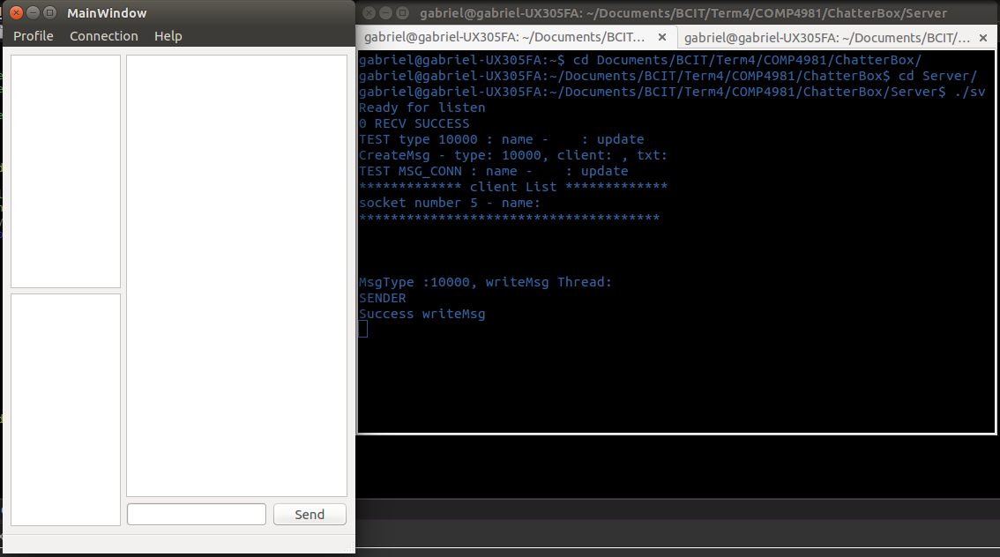 MainWindow
Profile Connection Help
Send
gabriel@gabriel-UX305FA: ~/Documents/BCIT/Term4/COMP4981/ChatterBox/Server
gabriel@gabriel-UX305FA: ~/Documents/BCIT... gabriel@gabriel-UX305FA: ~/Documents/BCIT/...
gabriel@gabriel-UX305FA:~$ cd Documents/BCIT/Term4/COMP4981/ChatterBox/
gabriel@gabriel-UX305FA:~/Documents/BCIT/Term4/COMP4981/ChatterBox$ cd Server/
gabriel@gabriel-UX305FA:~/Documents/BCIT/Term4/COMP4981/ChatterBox/Server$ ./sv
Ready for listen
0 RECV SUCCESS
TEST type 10000 : name -    : update
CreateMsg - type: 10000, client: , txt:
TEST MSG_CONN : name -    : update
************* client List *************
socket number 5 - name:
**************************************
MsgType :10000, writeMsg Thread:
SENDER
Success writeMsg